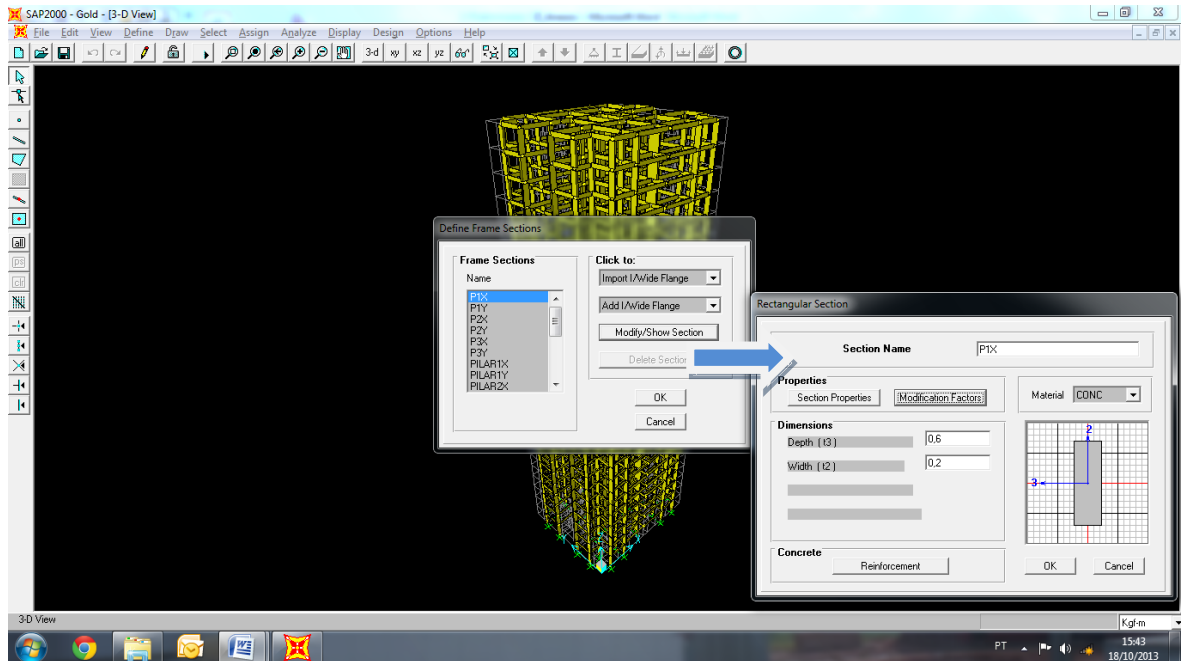 SAP2000 - Gold - [3-D View]
File Edit View Define Draw Select Assign Analyze Display Design Options Help
3-d xy xz yz
all
ps
clr
Define Frame Sections
Frame Sections
Name
P1X
P1Y
P2X
P2Y
P3X
P3Y
PILAR1X
PILAR1Y
PILAR2X
Click to:
Import I/Wide Flange
Add I/Wide Flange
Modify/Show Section
Delete Section
OK
Cancel
Rectangular Section
Section Name P1X
Properties
Section Properties Modification Factors
Material CONC
Dimensions
Depth ( t3 ) 0,6
Width ( t2 ) 0,2
2
3
Concrete
Reinforcement
OK Cancel
3-D View
Kgf-m
PT
15:43
18/10/2013